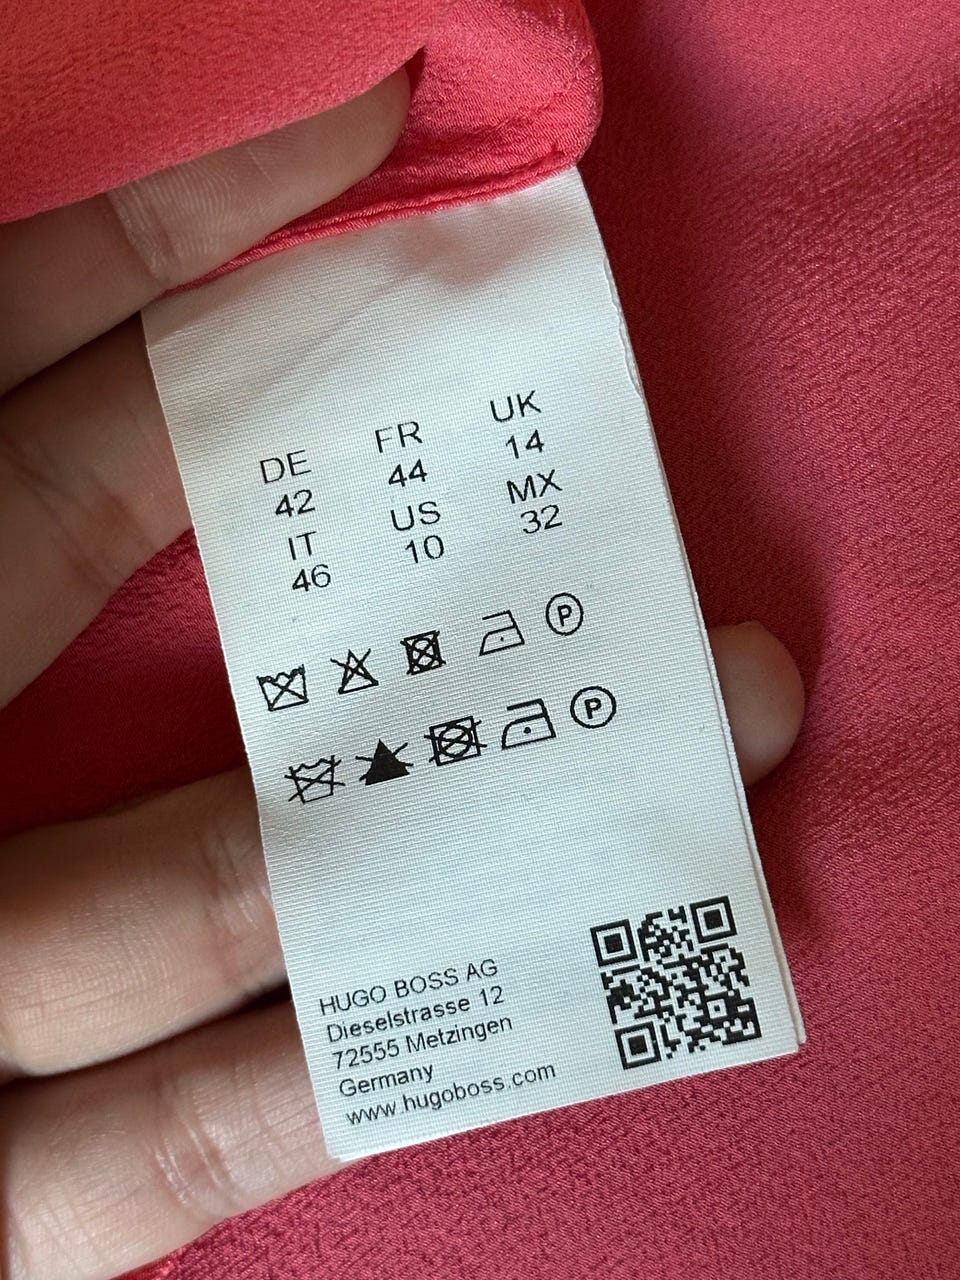 DE FR UK
42 44 14
IT US MX
46 10 32
P
P
HUGO BOSS AG
Dieselstrasse 12
72555 Metzingen
Germany
www.hugoboss.com